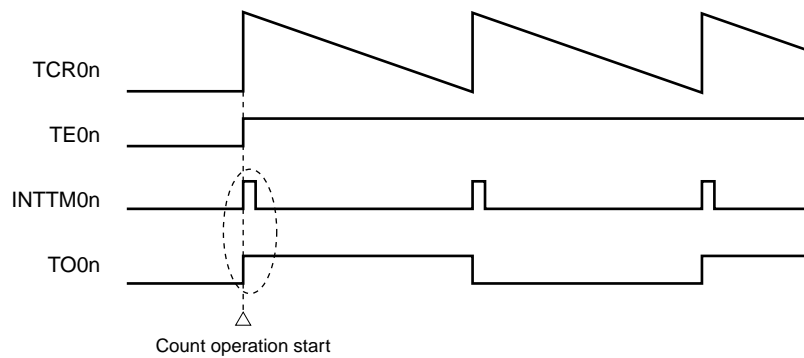 TCR0n
TE0n
INTTM0n
TO0n
Count operation start